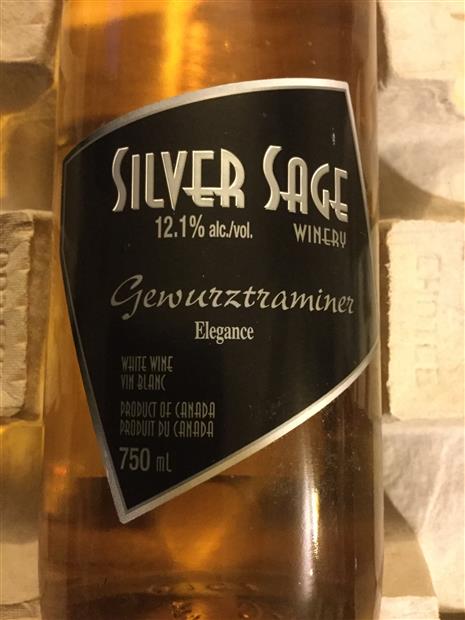 SILVER SAGE
12.1% alc./vol.
WINERY
Gewurztraminer
Elegance
WHITE WINE
VIN BLANC
PRODUCT OF CANADA
PRODUIT DU CANADA
750 mL
CHOICE